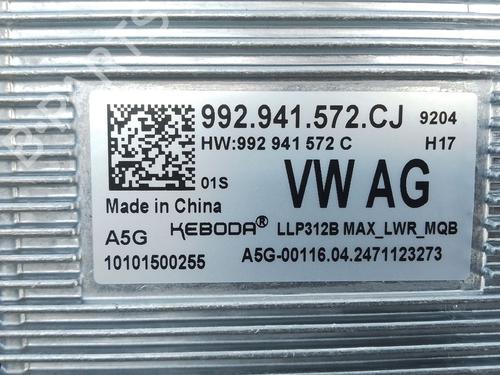 B-PARTS
992.941.572.CJ 9204
HW:992 941 572 C H17
01S VW AG
Made in China
A5G KEBODA® LLP312B MAX_LWR_MQB
10101500255 A5G-00116.04.2471123273